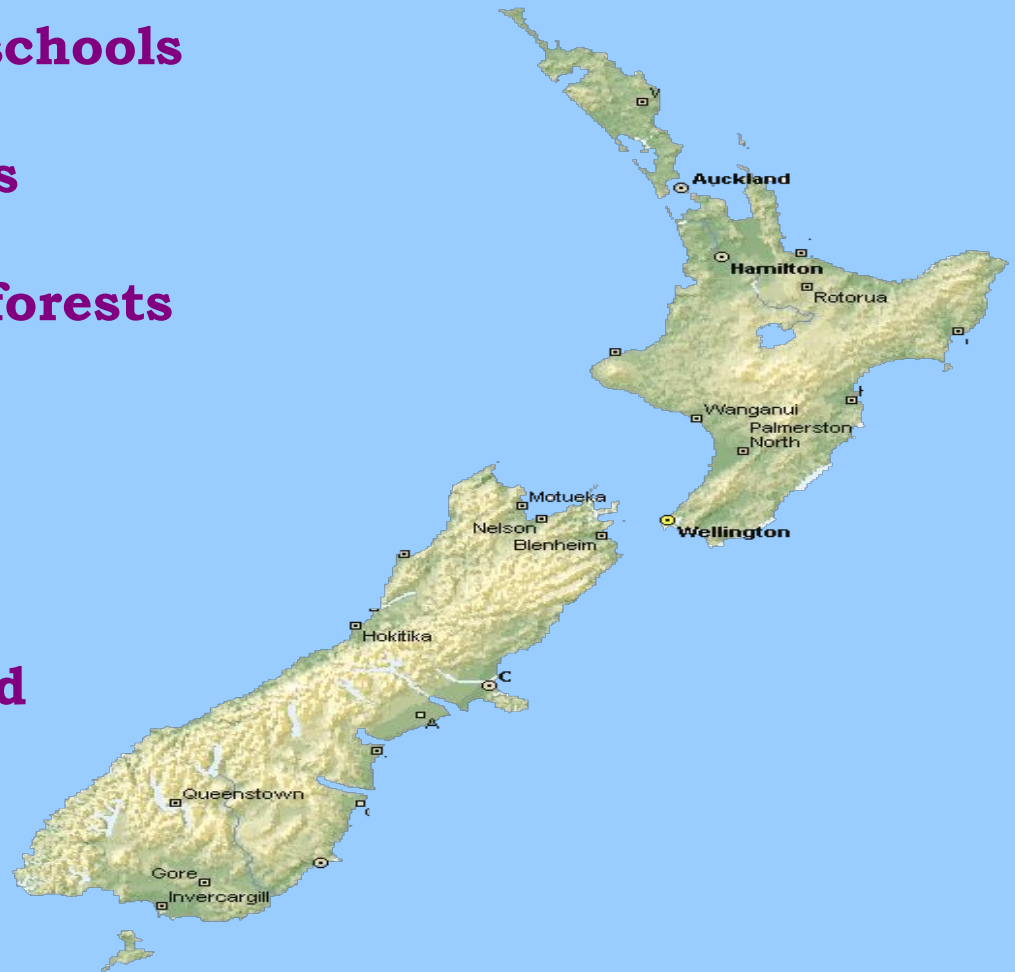 schools
s
forests
d
V
Auckland
Hamilton
Rotorua
Wanganui
Palmerston
North
Motueka
Nelson
Blenheim
Wellington
Hokitika
C
A
Queenstown
Gore
Invercargill